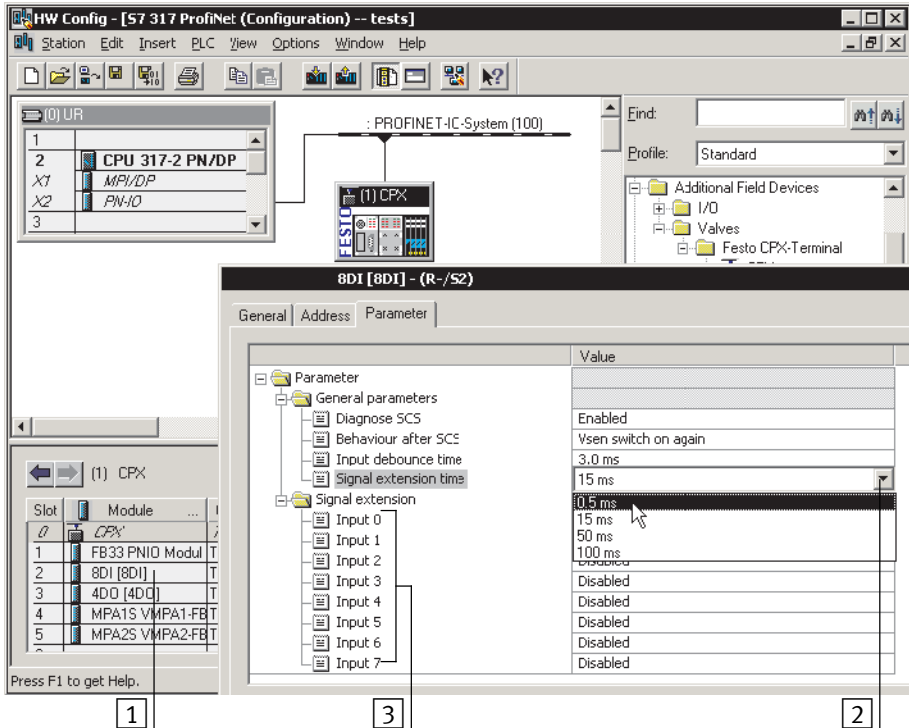 HW Config - [S7 317 ProfiNet (Configuration) -- tests]
Station Edit Insert PLC View Options Window Help
(0) UR
1
2 CPU 317-2 PN/DP
X1 MPI/DP
X2 PN-IO
3
: PROFINET-IC-System (100)
(1) CPX
FESTO
Find:
Profile: Standard
Additional Field Devices
I/O
Valves
Festo CPX-Terminal
8DI [8DI] - (R-/S2)
General Address Parameter
Value
Parameter
General parameters
Diagnose SCS Enabled
Behaviour after SCS Vsen switch on again
Input debounce time 3.0 ms
Signal extension time 15 ms
0.5 ms
15 ms
50 ms
100 ms
Signal extension
Input 0
Input 1
Input 2 Disabled
Input 3 Disabled
Input 4 Disabled
Input 5 Disabled
Input 6 Disabled
Input 7 Disabled
(1) CPX
Slot Module ...
0 CPX
1 FB33 PNIO Modul T
2 8DI [8DI] T
3 4DO [4DO] T
4 MPA1S VMPA1-FB T
5 MPA2S VMPA2-FB T
Press F1 to get Help.
1
3
2